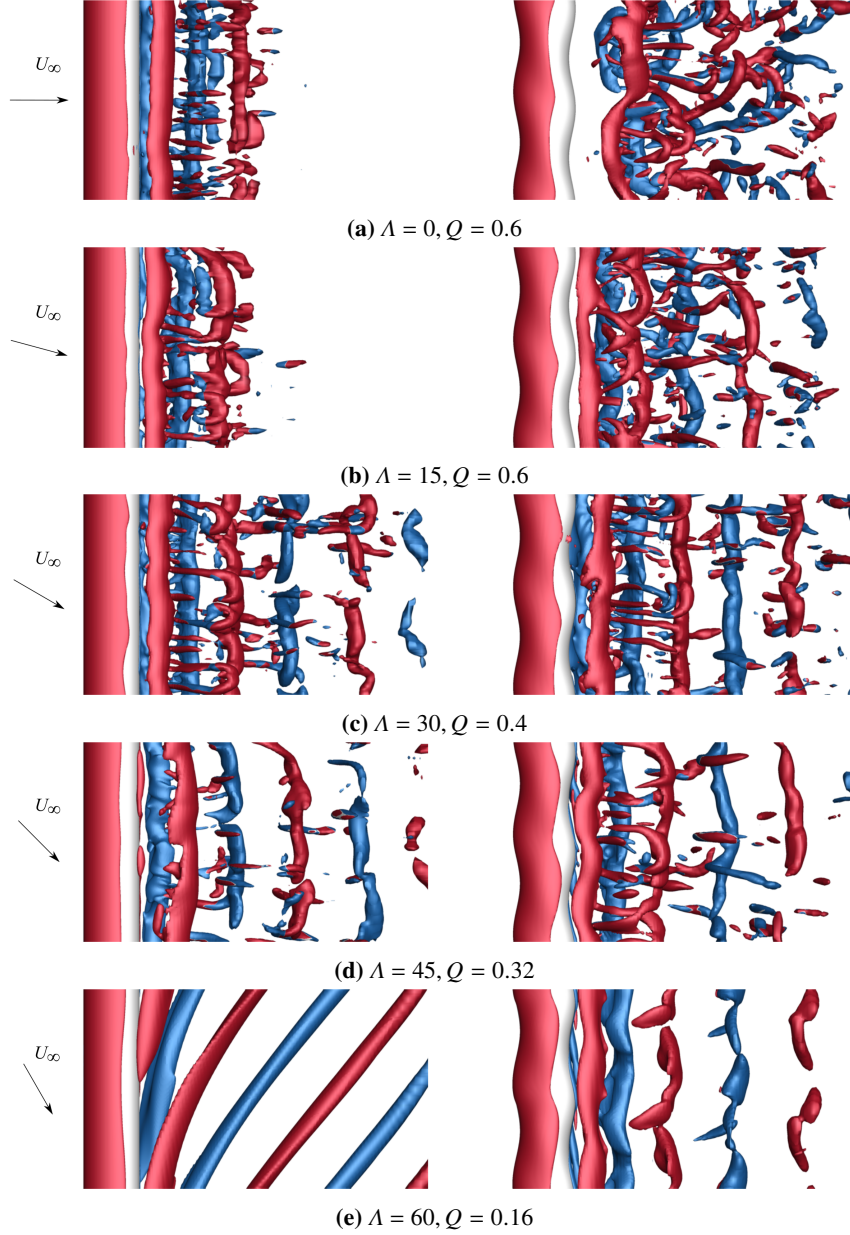 U∞
(a) Λ = 0, Q = 0.6
U∞
(b) Λ = 15, Q = 0.6
U∞
(c) Λ = 30, Q = 0.4
U∞
(d) Λ = 45, Q = 0.32
U∞
(e) Λ = 60, Q = 0.16